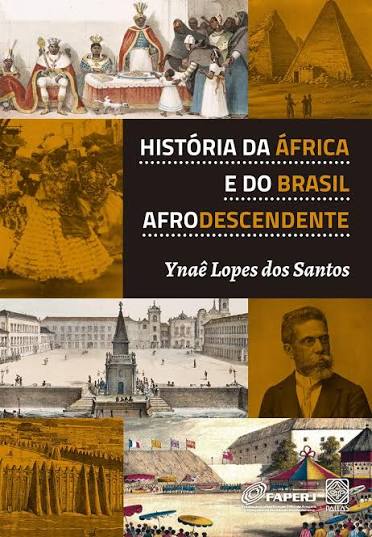 HISTÓRIA DA ÁFRICA
E DO BRASIL
AFRODESCENDENTE
Ynaê Lopes dos Santos
FAPERJ
PALLAS